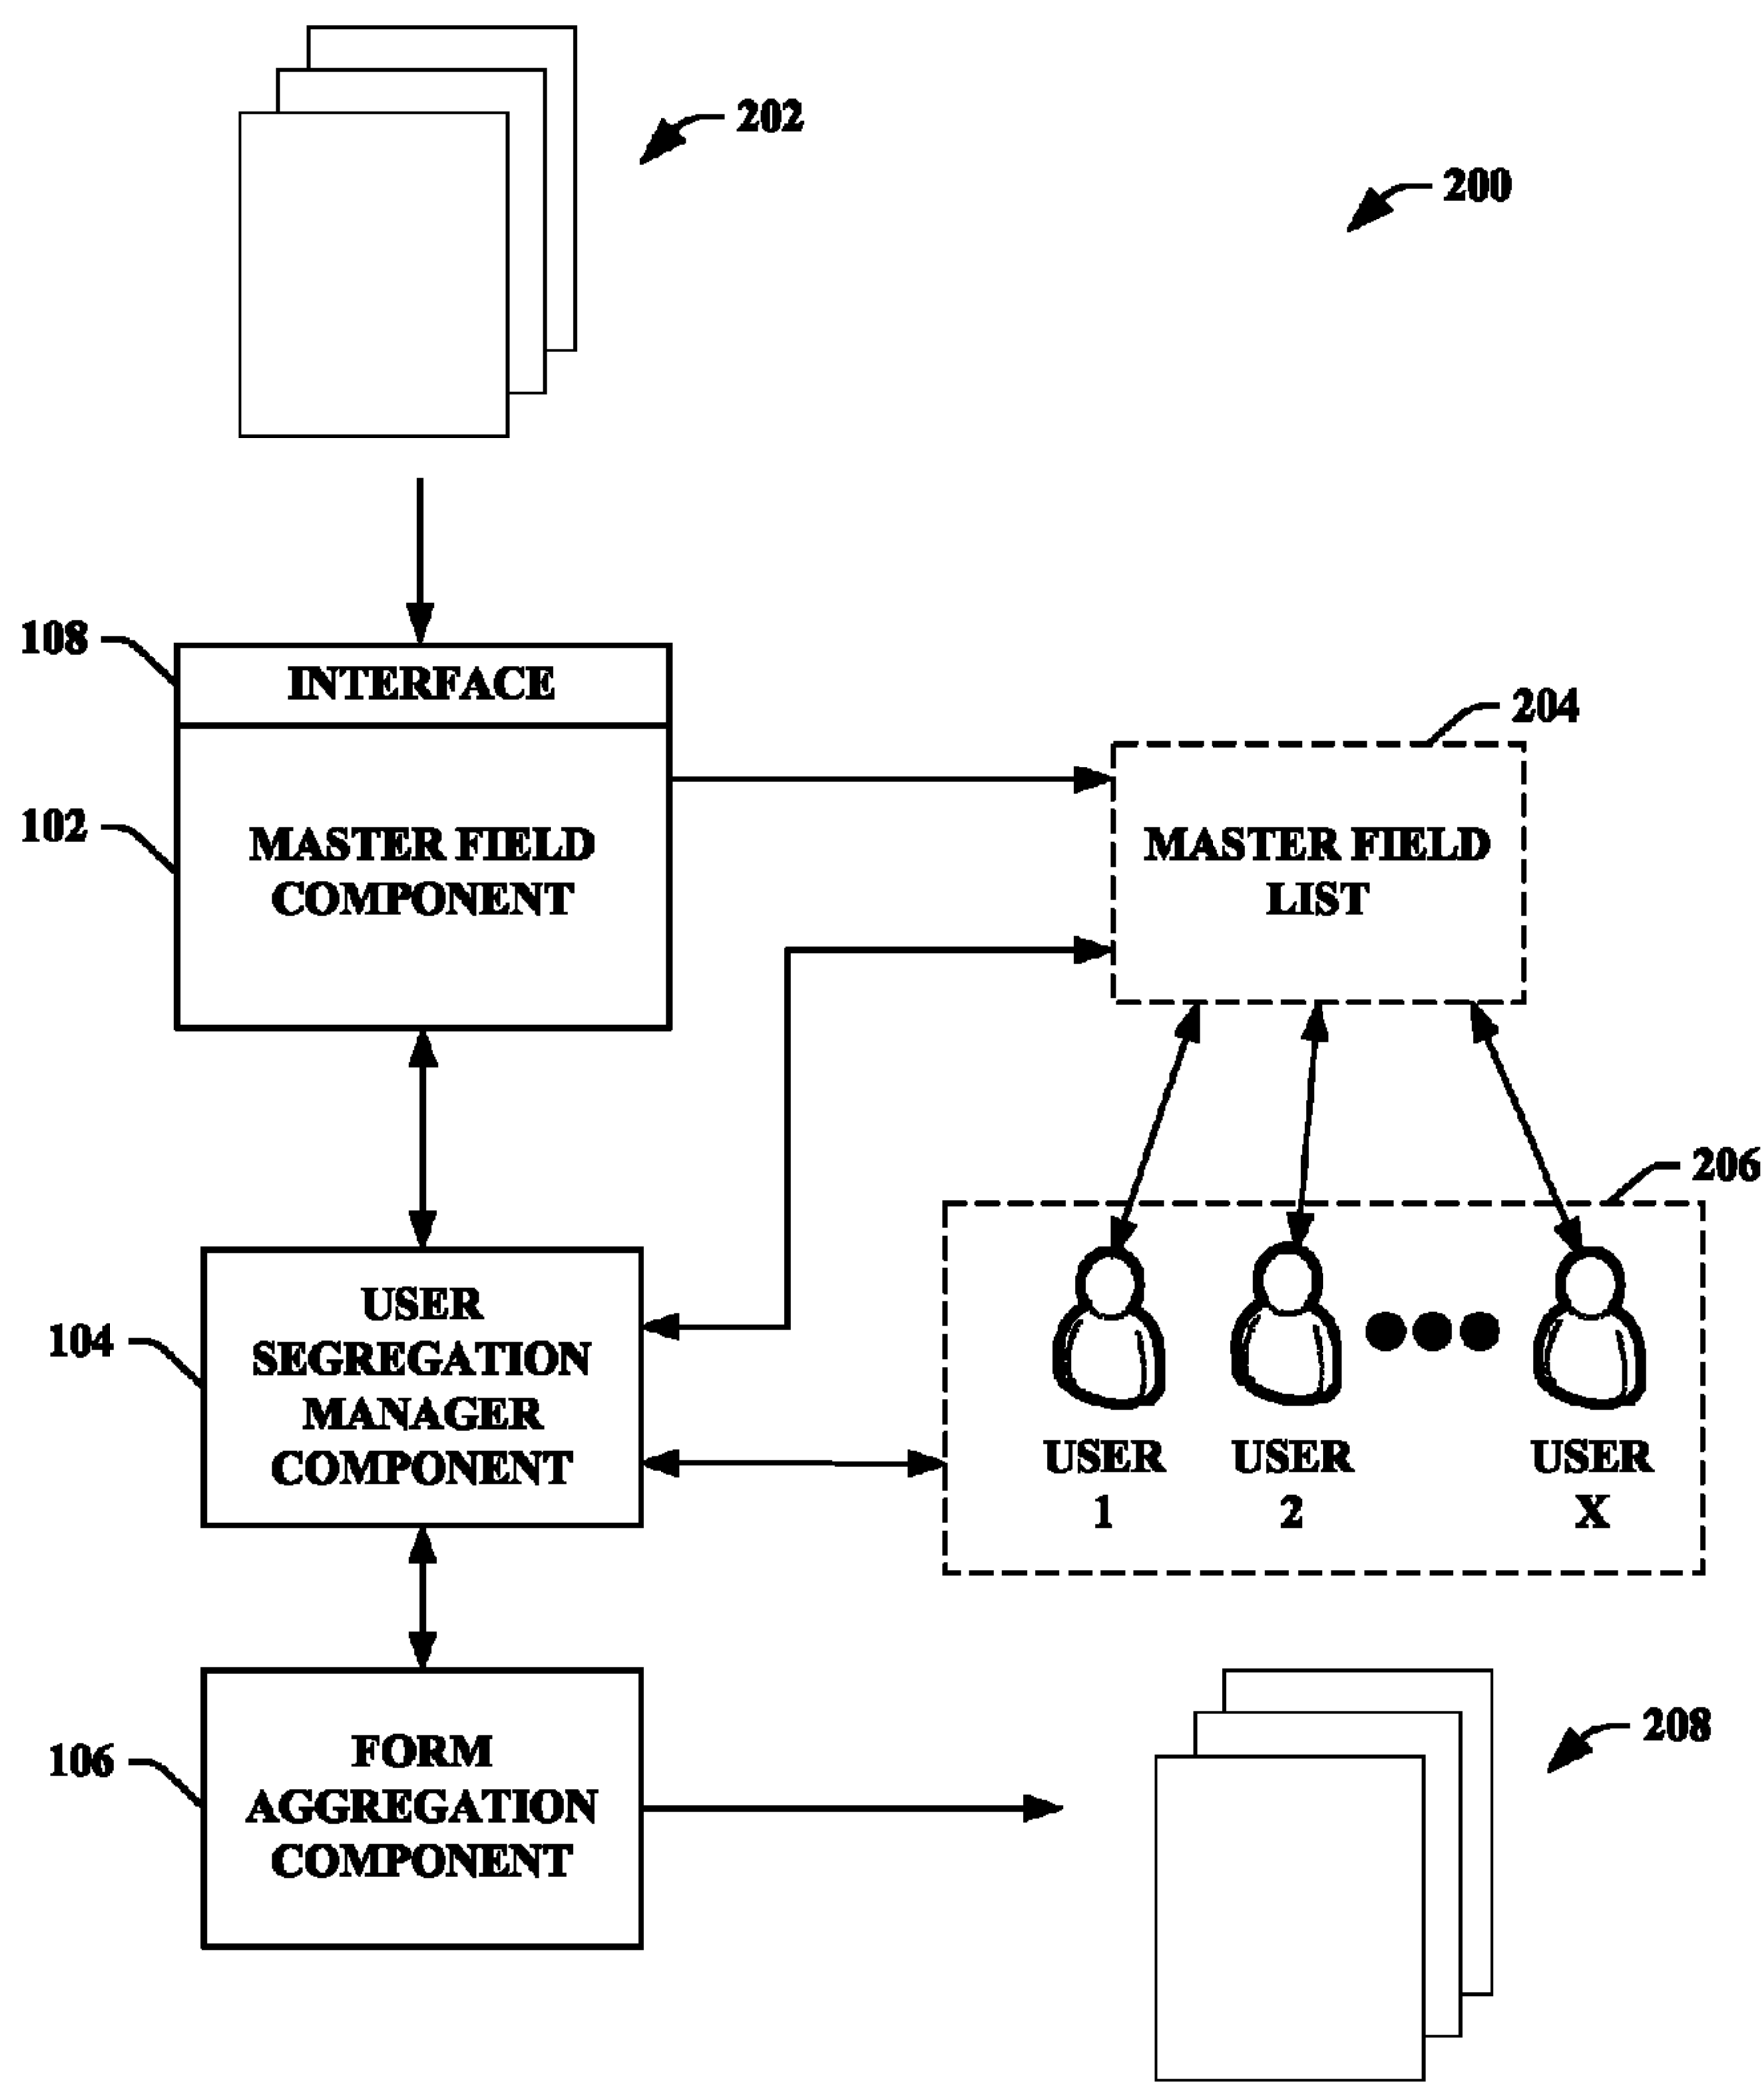 202
200
108
INTERFACE
204
102
MASTER FIELD
COMPONENT
MASTER FIELD
LIST
206
104
USER
SEGREGATION
MANAGER
COMPONENT
USER
1
USER
2
USER
X
106
FORM
AGGREGATION
COMPONENT
208